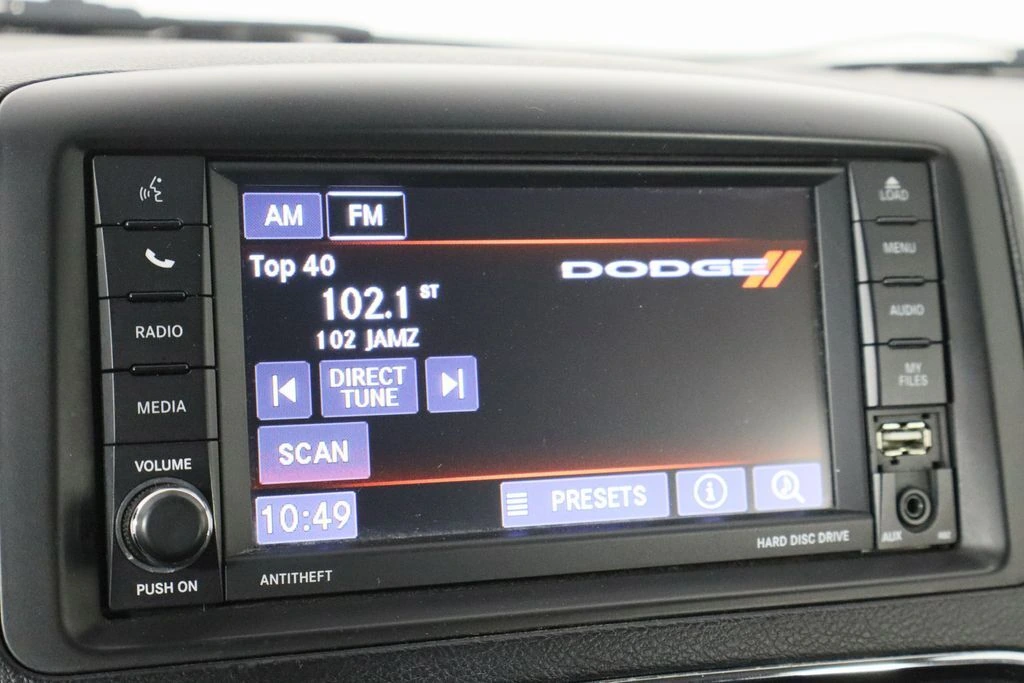 AM FM
Top 40
DODGE
102.1 ST
102 JAMZ
DIRECT
TUNE
SCAN
10:49
PRESETS
i
RADIO
MEDIA
VOLUME
PUSH ON
ANTITHEFT
HARD DISC DRIVE
LOAD
MENU
AUDIO
MY
FILES
AUX